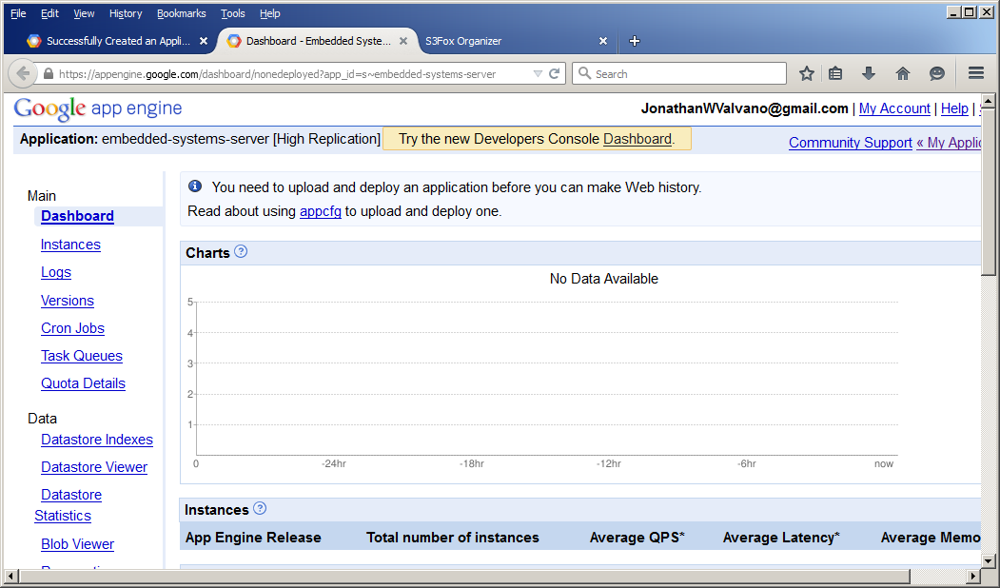 File Edit View History Bookmarks Tools Help
Successfully Created an Appli... Dashboard - Embedded Syste... S3Fox Organizer
https://appengine.google.com/dashboard/nonedeployed?app_id=s~embedded-systems-server Search
Google app engine
JonathanWValvano@gmail.com | My Account | Help |
Application: embedded-systems-server [High Replication] Try the new Developers Console Dashboard. Community Support « My Applic
Main
Dashboard
Instances
Logs
Versions
Cron Jobs
Task Queues
Quota Details
Data
Datastore Indexes
Datastore Viewer
Datastore
Statistics
Blob Viewer
You need to upload and deploy an application before you can make Web history.
Read about using appcfg to upload and deploy one.
Charts ?
No Data Available
5
4
3
2
1
0 -24hr -18hr -12hr -6hr now
Instances ?
App Engine Release Total number of instances Average QPS* Average Latency* Average Memo